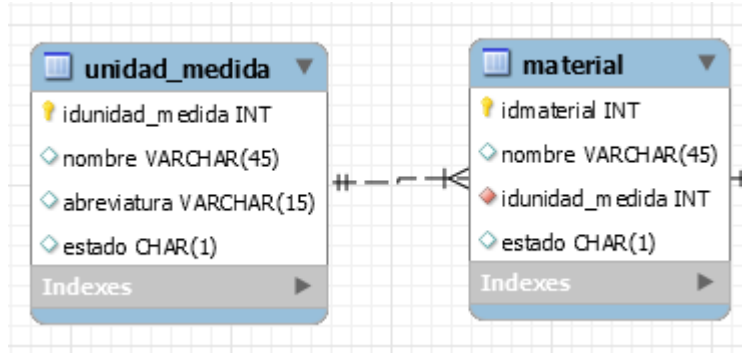 unidad_medida
idunidad_medida INT
nombre VARCHAR(45)
abreviatura VARCHAR(15)
estado CHAR(1)
Indexes
material
idmaterial INT
nombre VARCHAR(45)
idunidad_medida INT
estado CHAR(1)
Indexes